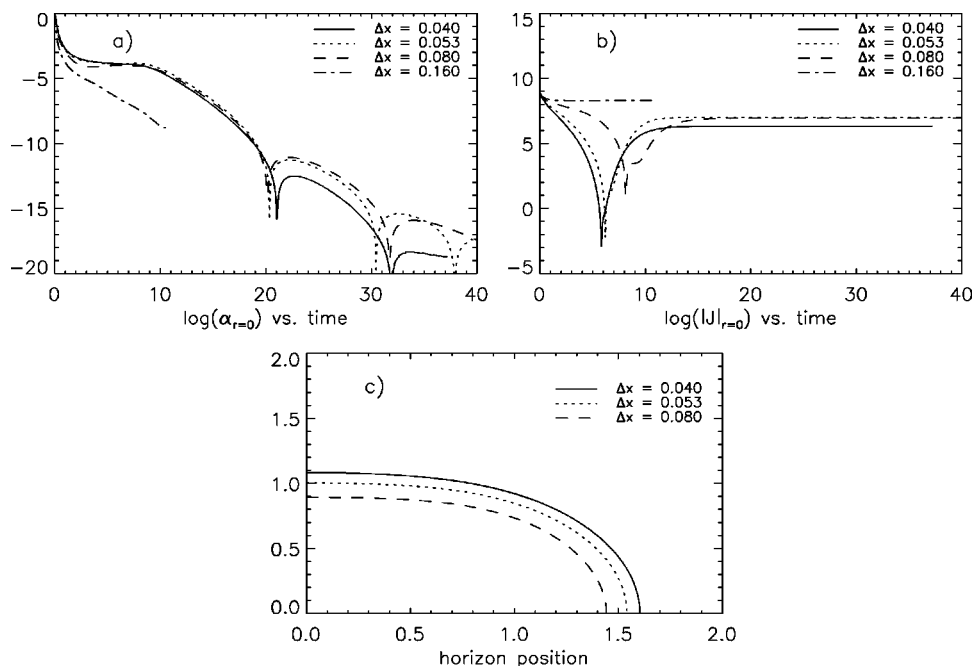 a)
Δx = 0.040
Δx = 0.053
Δx = 0.080
Δx = 0.160
0
-5
-10
-15
-20
0
10
20
30
40
log(α_{r=0}) vs. time
b)
Δx = 0.040
Δx = 0.053
Δx = 0.080
Δx = 0.160
15
10
5
0
-5
0
10
20
30
40
log(|J|_{r=0}) vs. time
c)
Δx = 0.040
Δx = 0.053
Δx = 0.080
2.0
1.5
1.0
0.5
0.0
0.0
0.5
1.0
1.5
2.0
horizon position